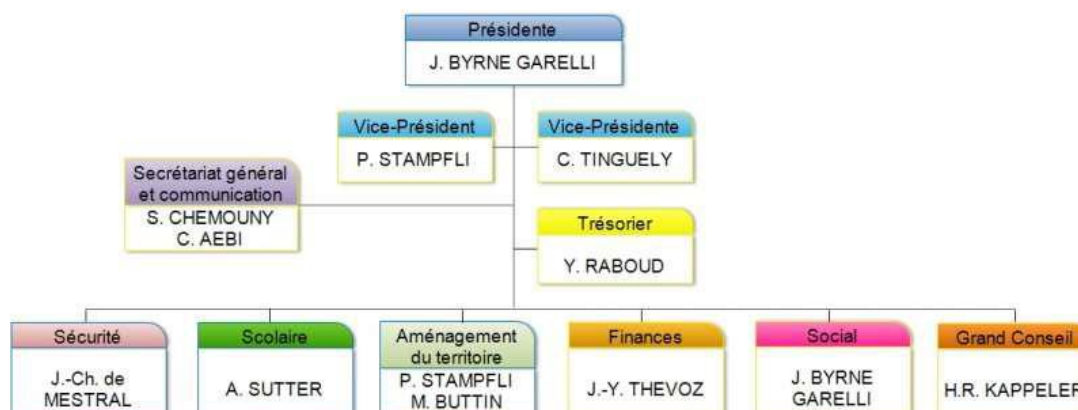 Présidente
J. BYRNE GARELLI
Vice-Président
P. STAMPFLI
Vice-Présidente
C. TINGUELY
Secrétariat général
et communication
S. CHEMOUNY
C. AEBI
Trésorier
Y. RABOUD
Sécurité
J.-Ch. de
MESTRAL
Scolaire
A. SUTTER
Aménagement
du territoire
P. STAMPFLI
M. BUTTIN
Finances
J.-Y. THEVOZ
Social
J. BYRNE
GARELLI
Grand Conseil
H.R. KAPPELER